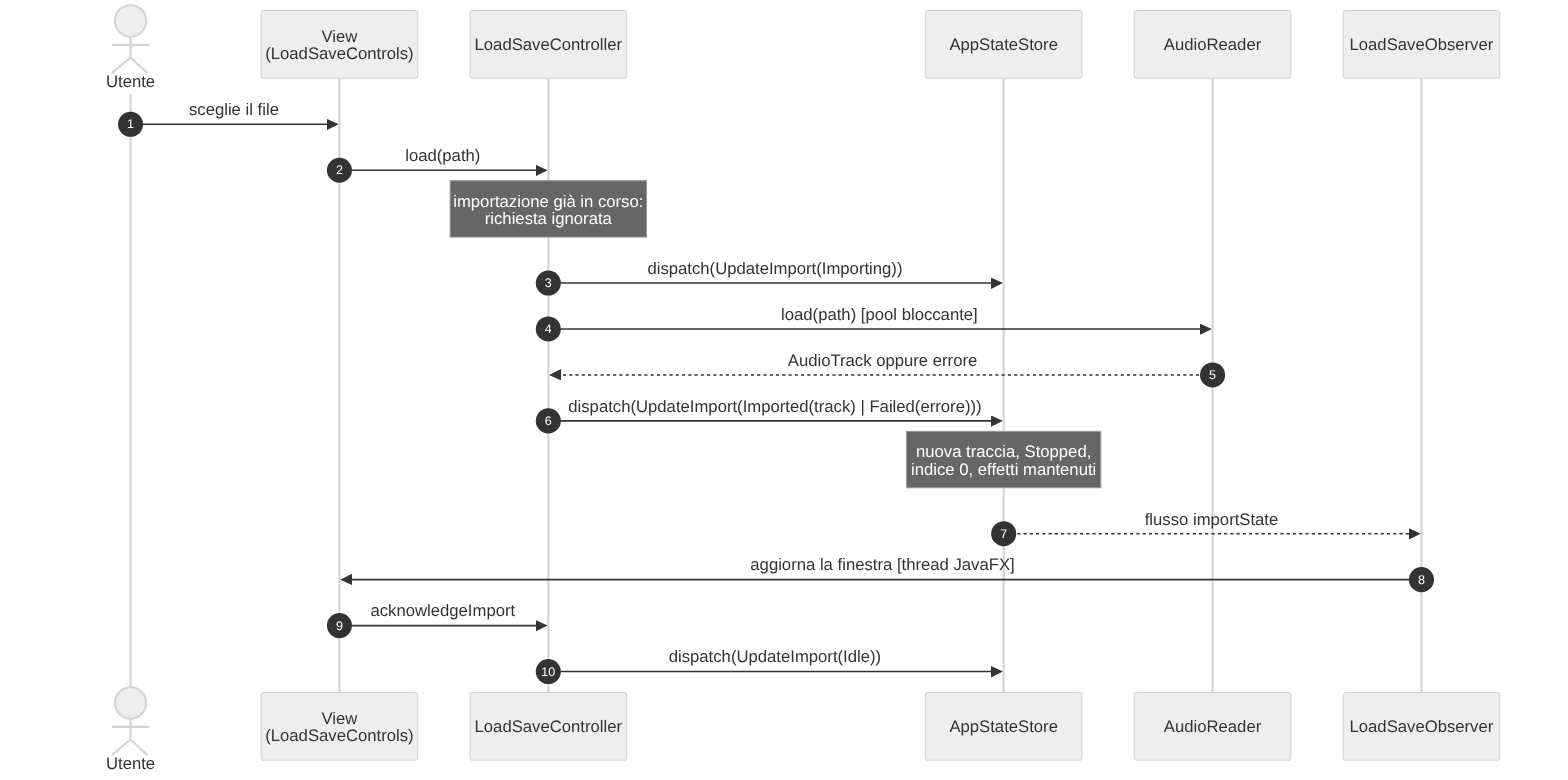 Utente
View
(LoadSaveControls)
LoadSaveController
AppStateStore
AudioReader
LoadSaveObserver
1
sceglie il file
2
load(path)
importazione già in corso:
richiesta ignorata
3
dispatch(UpdateImport(Importing))
4
load(path) [pool bloccante]
AudioTrack oppure errore
5
6
dispatch(UpdateImport(Imported(track) | Failed(errore)))
nuova traccia, Stopped,
indice 0, effetti mantenuti
7
flusso importState
aggiorna la finestra [thread JavaFX]
8
9
acknowledgeImport
10
dispatch(UpdateImport(Idle))
Utente
View
(LoadSaveControls)
LoadSaveController
AppStateStore
AudioReader
LoadSaveObserver